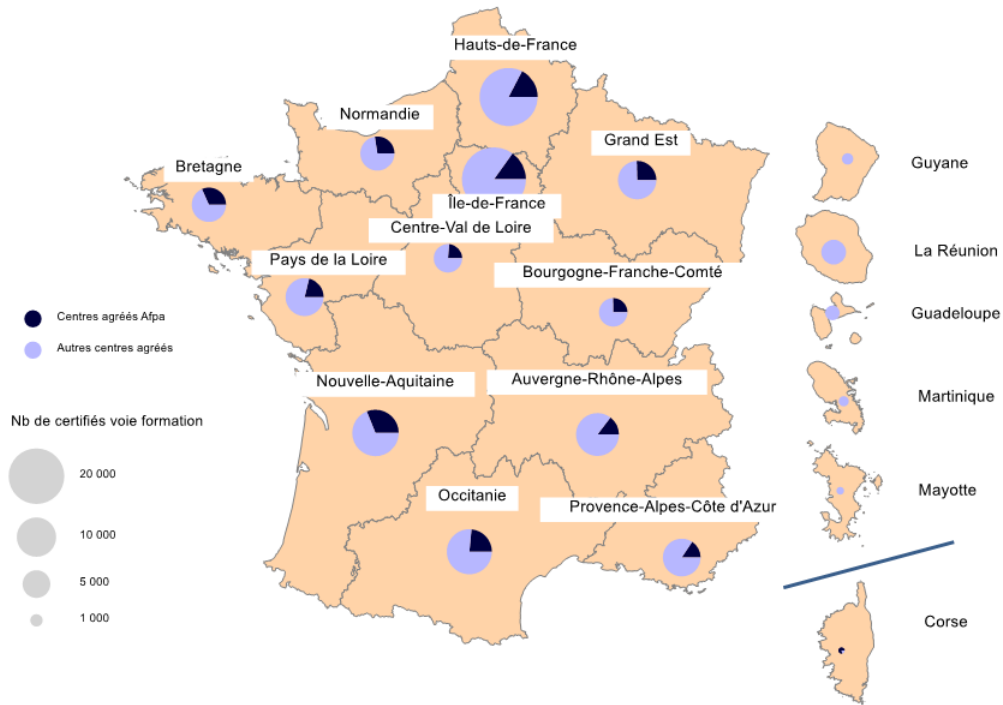 Hauts-de-France
Normandie
Grand Est
Bretagne
Guyane
Île-de-France
Centre-Val de Loire
La Réunion
Pays de la Loire
Bourgogne-Franche-Comté
Centres agréés Afpa
Guadeloupe
Autres centres agréés
Nouvelle-Aquitaine
Auvergne-Rhône-Alpes
Martinique
Nb de certifiés voie formation
20 000
Occitanie
Mayotte
Provence-Alpes-Côte d'Azur
10 000
5 000
1 000
Corse